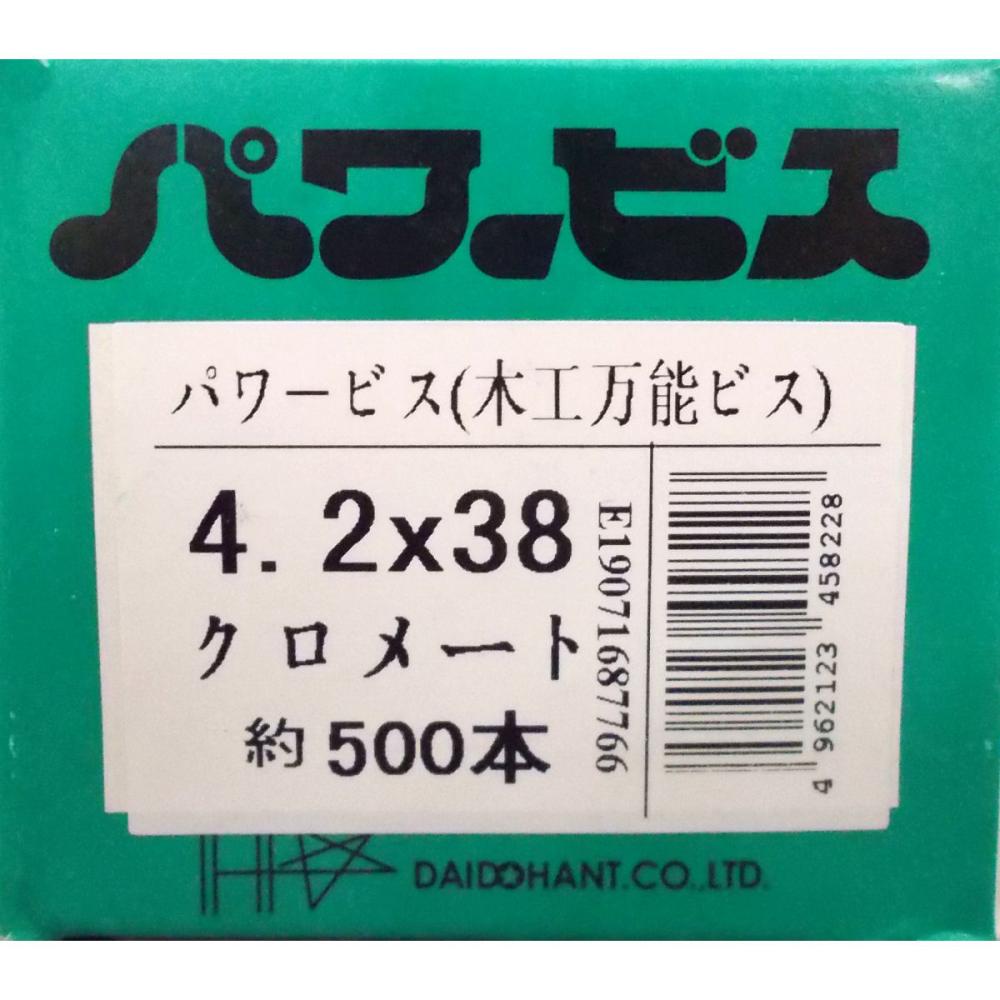 パワービス
パワービス(木工万能ビス)
4.2x38
クロメート
約500本
E19071687766
4 962123 458228
DAIDOHANT.CO.,LTD.